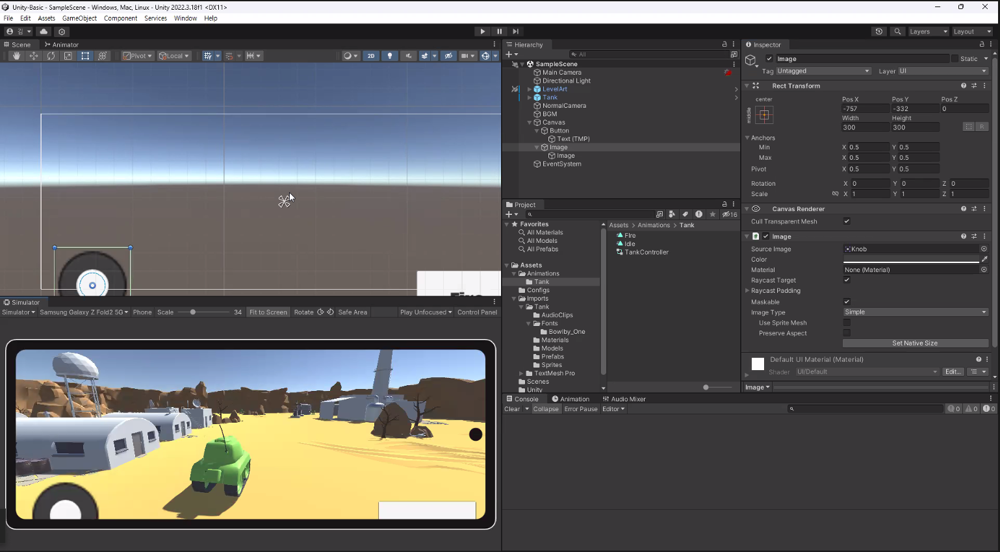 Unity-Basic - SampleScene - Windows, Mac, Linux - Unity 2022.3.18f1 <DX11>
File Edit Assets GameObject Component Services Window Help
김 Layers Layout
Scene Animator
Pivot Local 2D
Simulator
Simulator Samsung Galaxy Z Fold2 5G Phone Scale 34 Fit to Screen Rotate Safe Area Play Unfocused Control Panel
Hierarchy
All
SampleScene
Main Camera
Directional Light
LevelArt
Tank
NormalCamera
BGM
Canvas
Button
Text (TMP)
Image
Image
EventSystem
Project
16
Favorites
All Materials
All Models
All Prefabs
Assets
Animations
Tank
Configs
Imports
Tank
AudioClips
Fonts
Bowlby_One
Materials
Models
Prefabs
Sprites
TextMesh Pro
Scenes
Unity
Assets > Animations > Tank
FIre
Idle
TankController
Console Animation Audio Mixer
Clear Collapse Error Pause Editor 0 0 0
Inspector
Image Static
Tag Untagged Layer UI
Rect Transform
center middle
Pos X Pos Y Pos Z
-757 -332 0
Width Height
300 300 R
Anchors
Min X 0.5 Y 0.5
Max X 0.5 Y 0.5
Pivot X 0.5 Y 0.5
Rotation X 0 Y 0 Z 0
Scale X 1 Y 1 Z 1
Canvas Renderer
Cull Transparent Mesh
# Image
Source Image Knob
Color
Material None (Material)
Raycast Target
Raycast Padding
Maskable
Image Type Simple
Use Sprite Mesh
Preserve Aspect
Set Native Size
Default UI Material (Material)
Shader UI/Default Edit...
Image